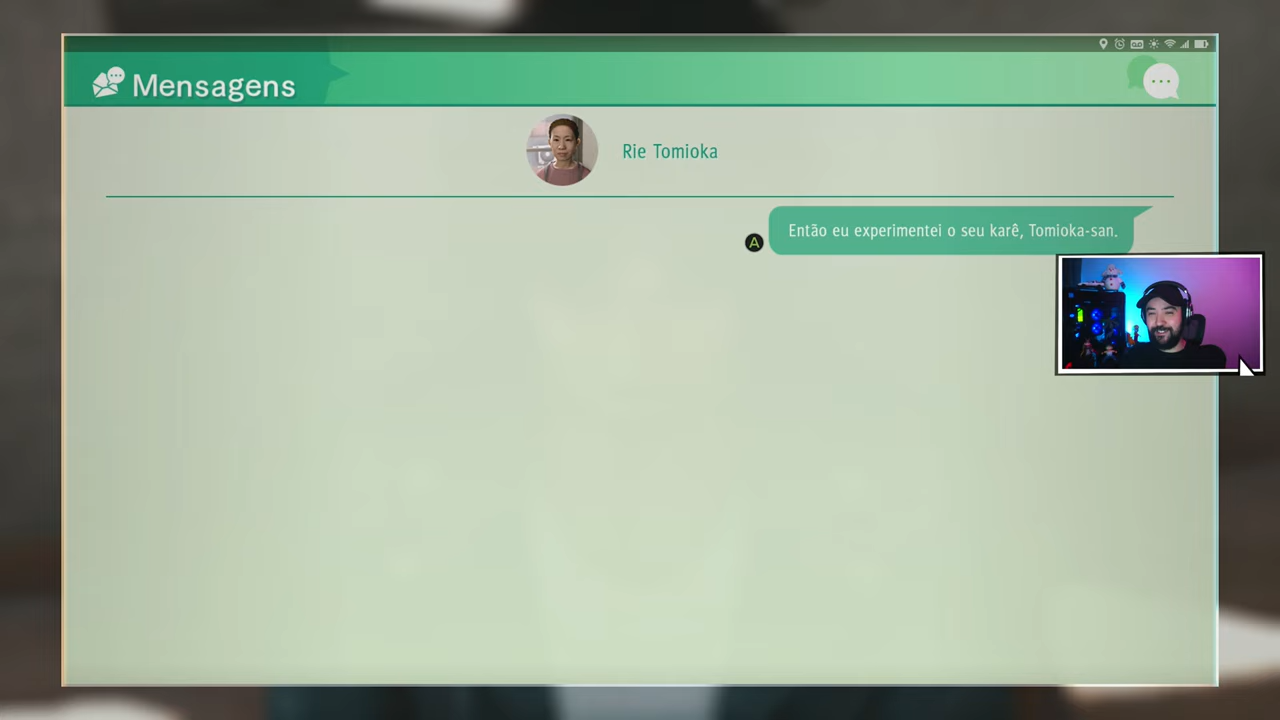 Mensagens
Rie Tomioka
Então eu experimentei o seu karê, Tomioka-san.
A